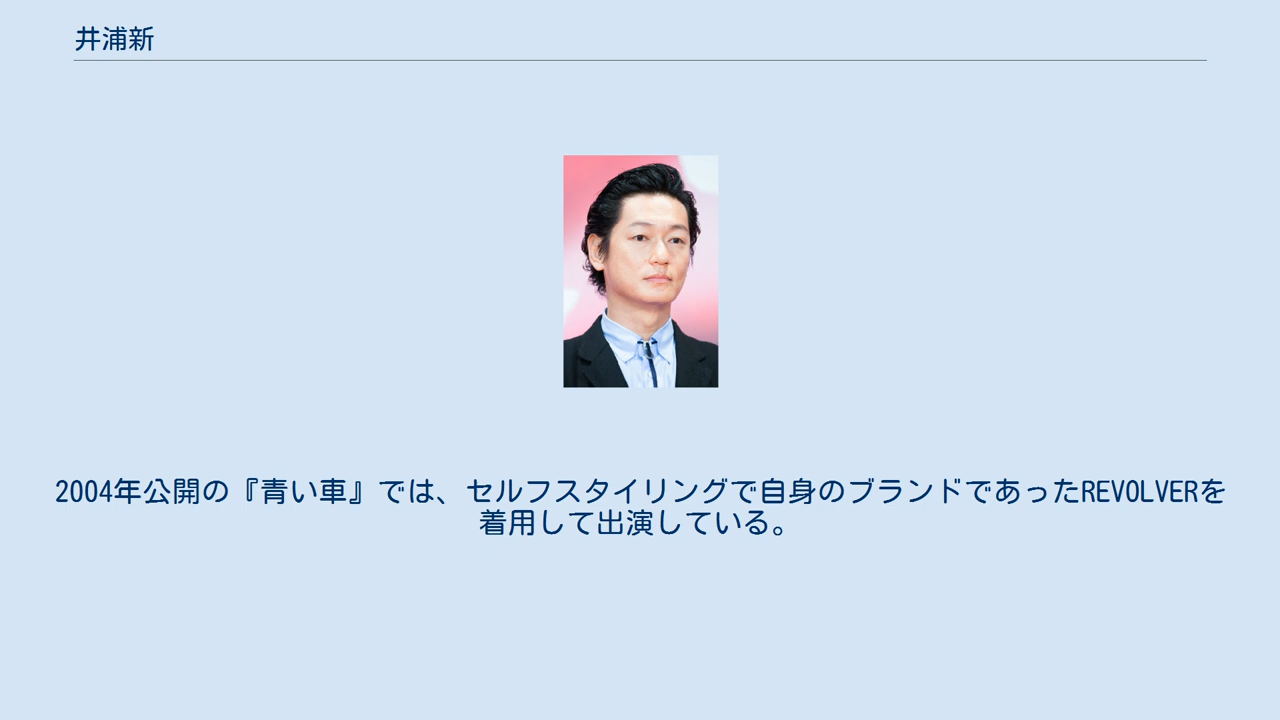 井浦新
2004年公開の『青い車』では、セルフスタイリングで自身のブランドであったREVOLVERを
着用して出演している。